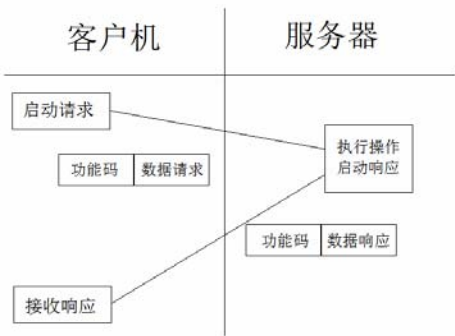 客户机
服务器
启动请求
执行操作
启动响应
功能码
数据请求
功能码
数据响应
接收响应